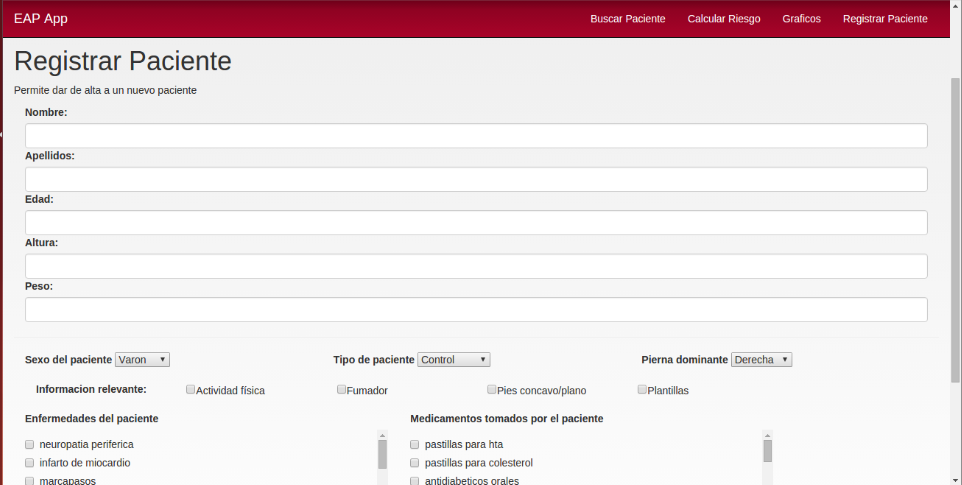 EAP App Buscar Paciente Calcular Riesgo Graficos Registrar Paciente
Registrar Paciente
Permite dar de alta a un nuevo paciente
Nombre:
Apellidos:
Edad:
Altura:
Peso:
Sexo del paciente Varon Tipo de paciente Control Pierna dominante Derecha
Informacion relevante: Actividad física Fumador Pies concavo/plano Plantillas
Enfermedades del paciente Medicamentos tomados por el paciente
neuropatia periferica pastillas para hta
infarto de miocardio pastillas para colesterol
marcapasos antidiabeticos orales